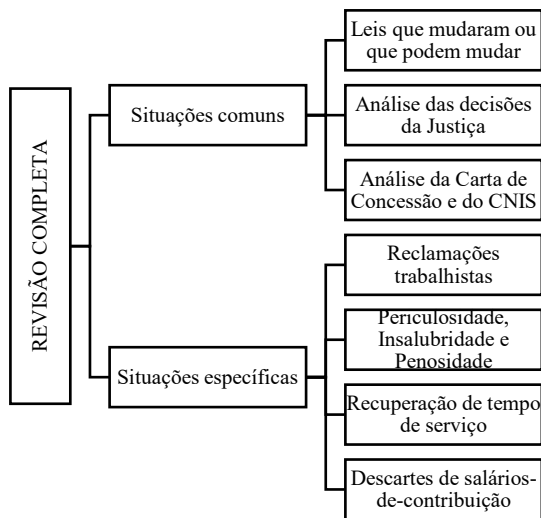 REVISÃO COMPLETA
Situações comuns
Leis que mudaram ou
que podem mudar
Análise das decisões
da Justiça
Análise da Carta de
Concessão e do CNIS
Situações específicas
Reclamações
trabalhistas
Periculosidade,
Insalubridade e
Penosidade
Recuperação de tempo
de serviço
Descartes de salários-
de-contribuição